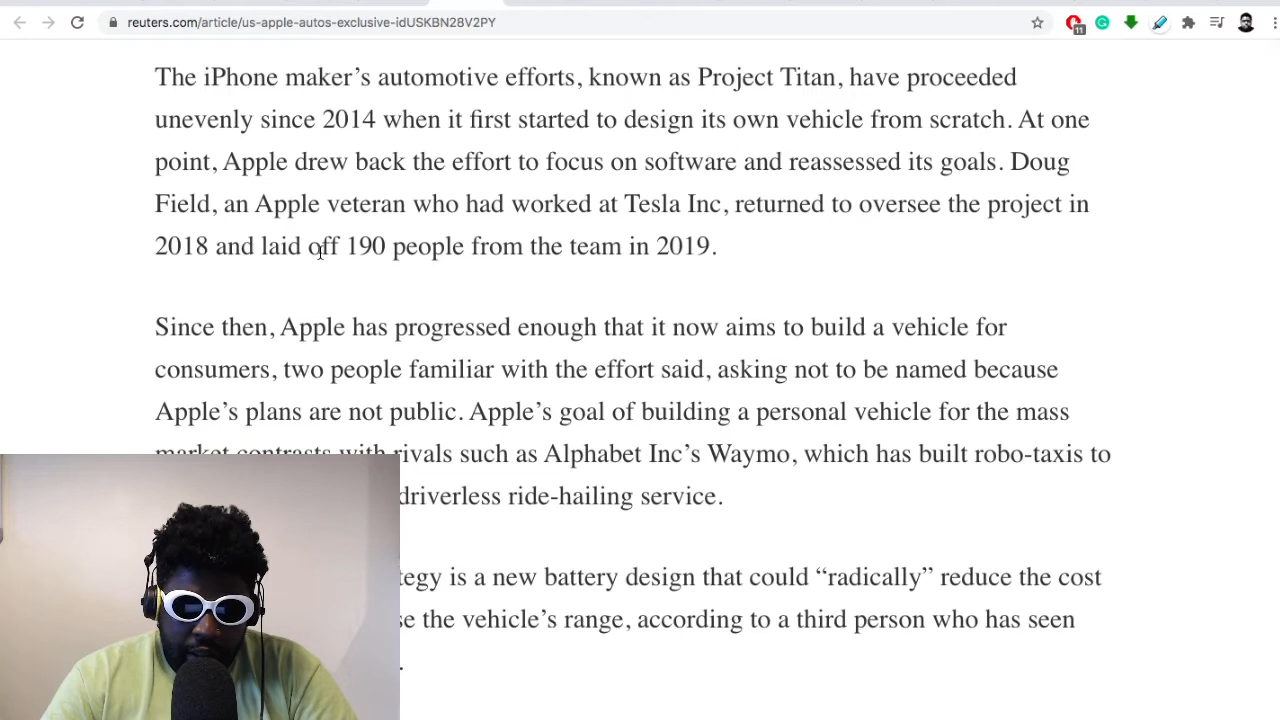 reuters.com/article/us-apple-autos-exclusive-idUSKBN28V2PY
11
The iPhone maker’s automotive efforts, known as Project Titan, have proceeded
unevenly since 2014 when it first started to design its own vehicle from scratch. At one
point, Apple drew back the effort to focus on software and reassessed its goals. Doug
Field, an Apple veteran who had worked at Tesla Inc, returned to oversee the project in
2018 and laid off 190 people from the team in 2019.
Since then, Apple has progressed enough that it now aims to build a vehicle for
consumers, two people familiar with the effort said, asking not to be named because
Apple’s plans are not public. Apple’s goal of building a personal vehicle for the mass
market contrasts with rivals such as Alphabet Inc’s Waymo, which has built robo-taxis to
driverless ride-hailing service.
is a new battery design that could “radically” reduce the cost
the vehicle’s range, according to a third person who has seen